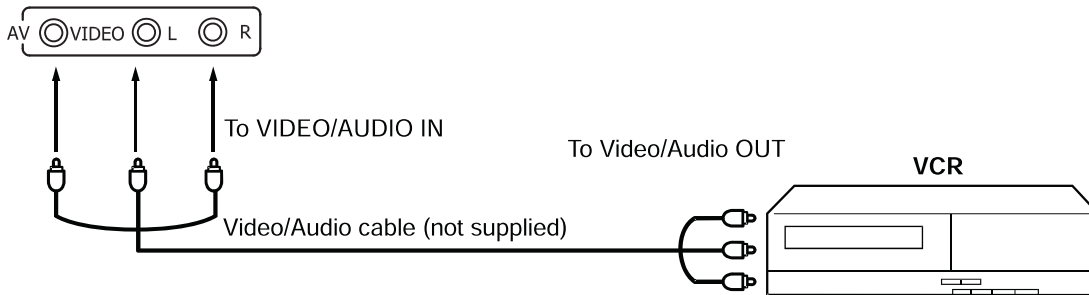 AV VIDEO L R
To VIDEO/AUDIO IN
To Video/Audio OUT
VCR
Video/Audio cable (not supplied)